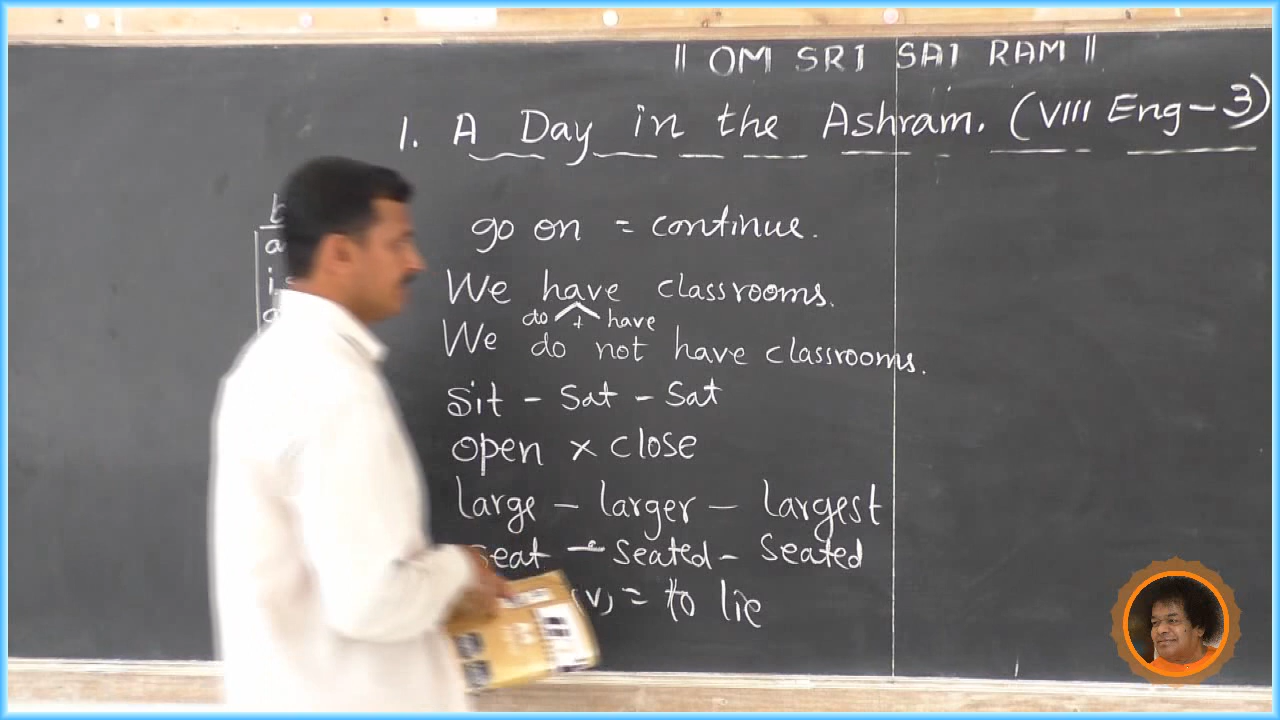 || OM SRI SAI RAM ||
1. A Day in the Ashram. (VIII Eng-3)
go on = continue.
We have classrooms.
do + have
We do not have classrooms.
sit - sat - sat
open × close
large - larger - largest
seat - seated - seated
(V) = to lie